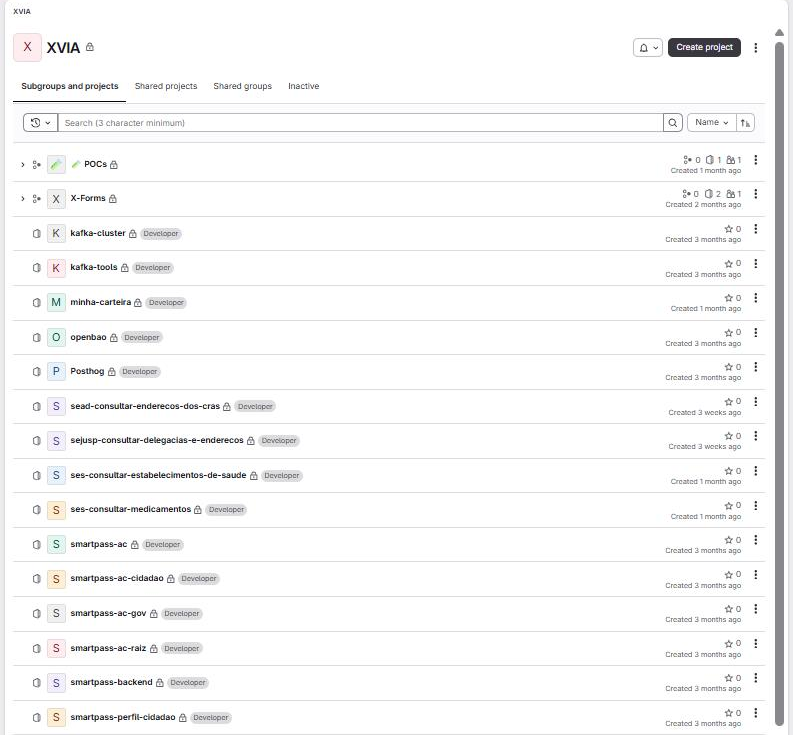 XVIA
X XVIA
Create project
Subgroups and projects Shared projects Shared groups Inactive
Search (3 character minimum) Name
POCs 0 1 1
Created 1 month ago
X X-Forms 0 2 1
Created 2 months ago
K kafka-cluster Developer 0
Created 3 months ago
K kafka-tools Developer 0
Created 3 months ago
M minha-carteira Developer 0
Created 1 month ago
O openbao Developer 0
Created 3 months ago
P Posthog Developer 0
Created 3 months ago
S sead-consultar-enderecos-dos-cras Developer 0
Created 3 weeks ago
S sejusp-consultar-delegacias-e-enderecos Developer 0
Created 3 weeks ago
S ses-consultar-estabelecimentos-de-saude Developer 0
Created 1 month ago
S ses-consultar-medicamentos Developer 0
Created 1 month ago
S smartpass-ac Developer 0
Created 3 months ago
S smartpass-ac-cidadao Developer 0
Created 3 months ago
S smartpass-ac-gov Developer 0
Created 3 months ago
S smartpass-ac-raiz Developer 0
Created 3 months ago
S smartpass-backend Developer 0
Created 3 months ago
S smartpass-perfil-cidadao Developer 0
Created 3 months ago